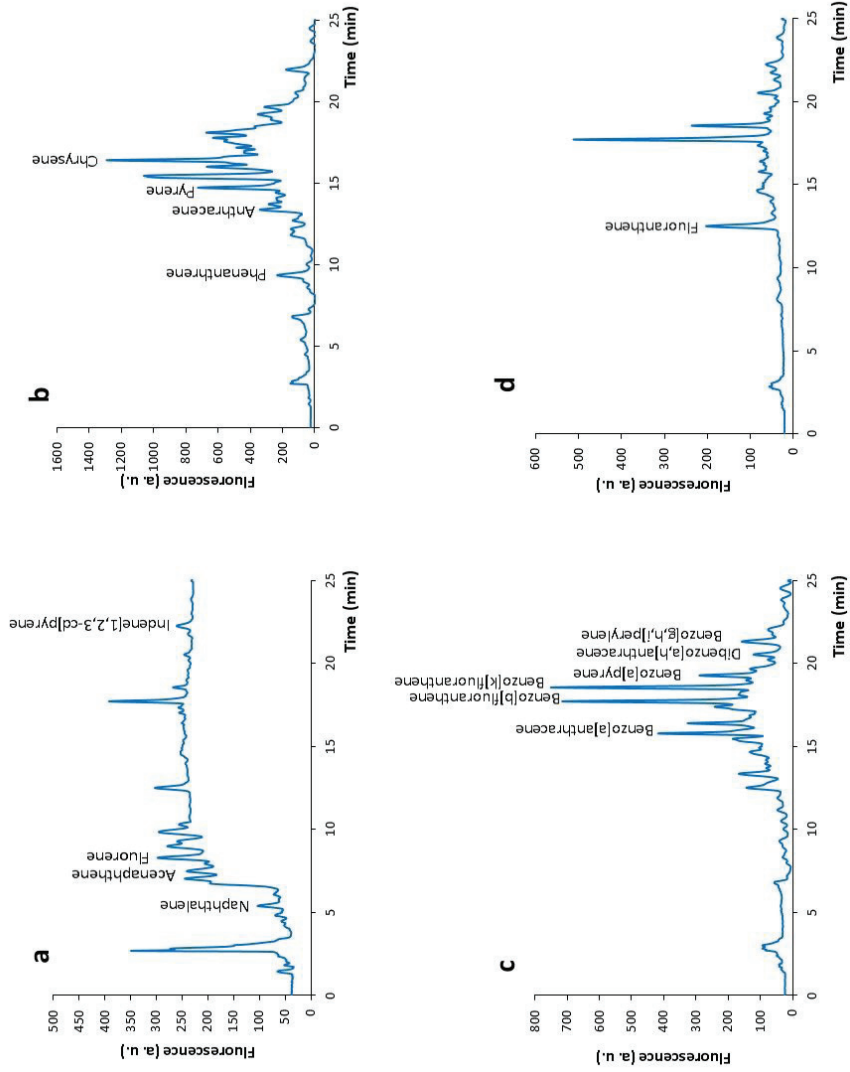 a
Fluorescence (a. u.)
500
450
400
350
300
250
200
150
100
50
0
Naphthalene
Acenaphthene
Fluorene
Indene[1,2,3-cd]pyrene
0 5 10 15 20 25
Time (min)
b
Fluorescence (a. u.)
1600
1400
1200
1000
800
600
400
200
0
Phenanthrene
Anthracene
Pyrene
Chrysene
0 5 10 15 20 25
Time (min)
c
Fluorescence (a. u.)
800
700
600
500
400
300
200
100
0
Benzo[a]anthracene
Benzo[b]fluoranthene
Benzo[k]fluoranthene
Benzo[a]pyrene
Dibenzo[a,h]anthracene
Benzo[g,h,i]perylene
0 5 10 15 20 25
Time (min)
d
Fluorescence (a. u.)
600
500
400
300
200
100
0
Fluoranthene
0 5 10 15 20 25
Time (min)